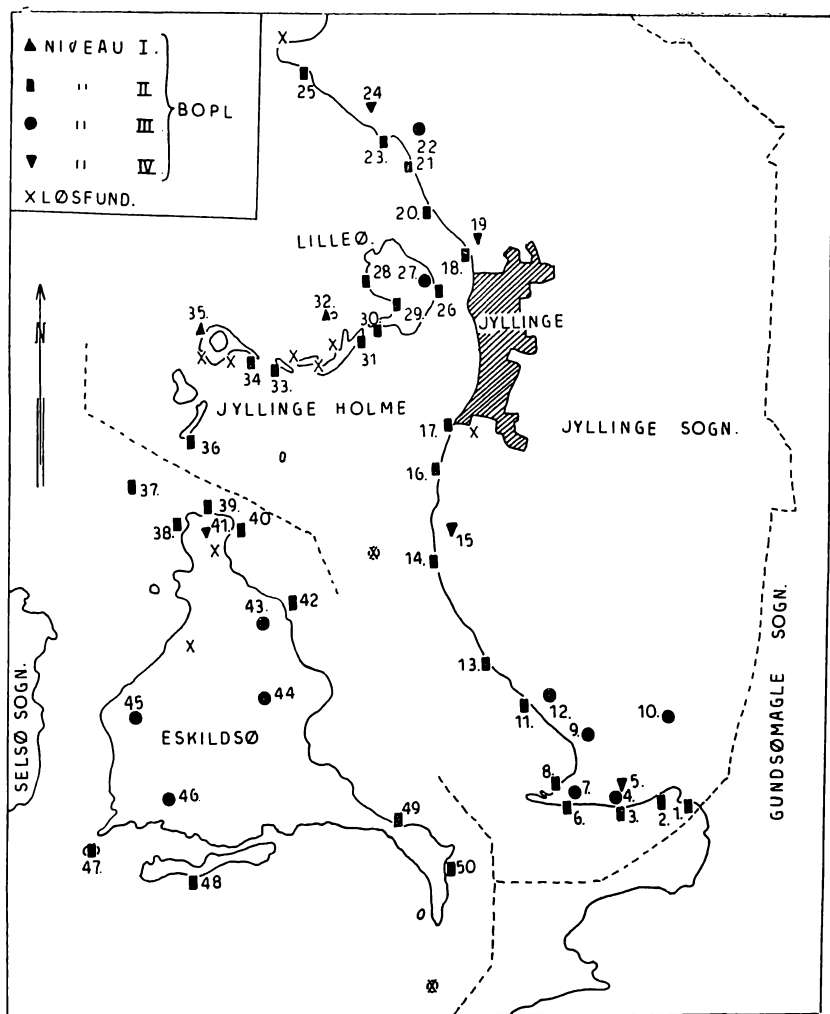 NIVEAU I.
" II
" III
" IV.
BOPL
X LØSFUND.
X
25
24
22
23.
21
20.
19
18.
LILLEØ.
28
27.
26
29.
32.
30.
31
35.
X
X
X
X
X
34
33.
JYLLINGE
N
JYLLINGE HOLME
JYLLINGE SOGN.
17.
X
36
16.
37.
39.
38.
41.
40
X
15
14.
X
42
43.
X
13.
44
45
12.
11.
10.
9.
ESKILDSØ
SELSØ SOGN.
GUNDSØMAGLE SOGN.
46.
8.
7.
5.
4.
6.
3.
2.
1.
49
47.
48
50
X